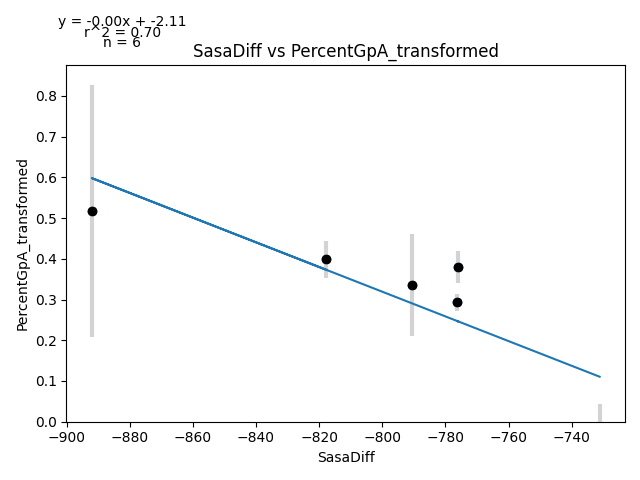 y = -0.00x + -2.11
r^2 = 0.70
n = 6
SasaDiff vs PercentGpA_transformed
PercentGpA_transformed
0.8
0.7
0.6
0.5
0.4
0.3
0.2
0.1
0.0
−900 −880 −860 −840 −820 −800 −780 −760 −740
SasaDiff